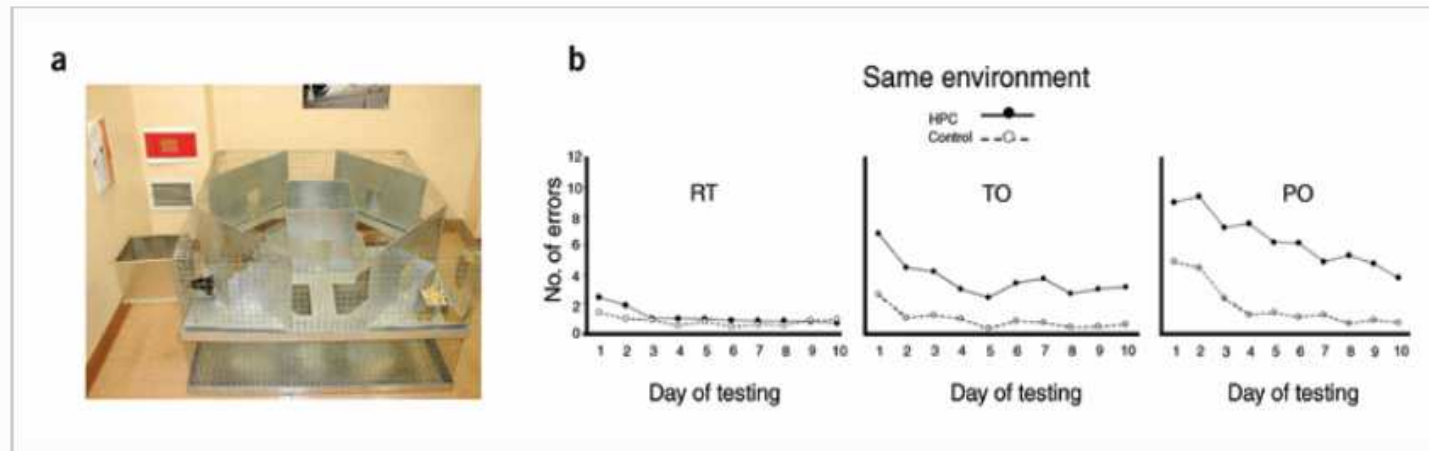 a
b
Same environment
HPC
Control
No. of errors
12
10
8
6
4
2
0
RT
1 2 3 4 5 6 7 8 9 10
Day of testing
TO
1 2 3 4 5 6 7 8 9 10
Day of testing
PO
1 2 3 4 5 6 7 8 9 10
Day of testing